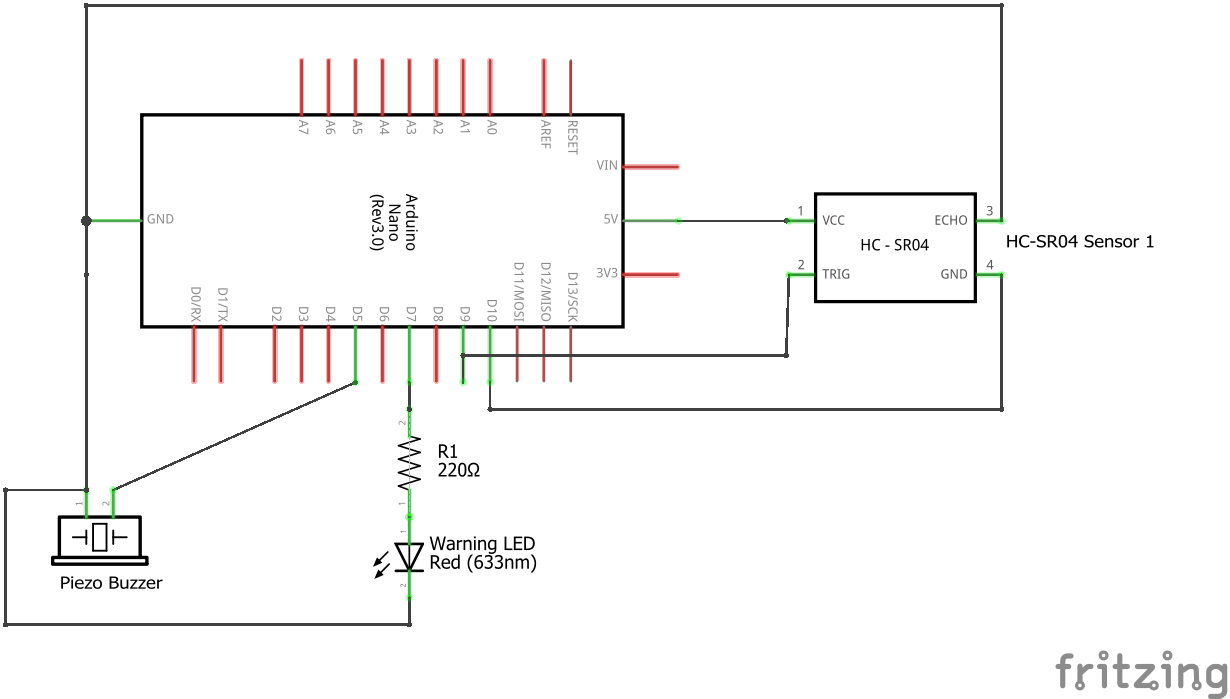 A7
A6
A5
A4
A3
A2
A1
A0
AREF
RESET
VIN
GND
Arduino
Nano
(Rev3.0)
5V
3V3
D0/RX
D1/TX
D2
D3
D4
D5
D6
D7
D8
D9
D10
D11/MOSI
D12/MISO
D13/SCK
1
VCC
ECHO
3
HC - SR04
HC-SR04 Sensor 1
2
TRIG
GND
4
2
R1
220Ω
1
1
2
Piezo Buzzer
1
Warning LED
Red (633nm)
2
fritzing